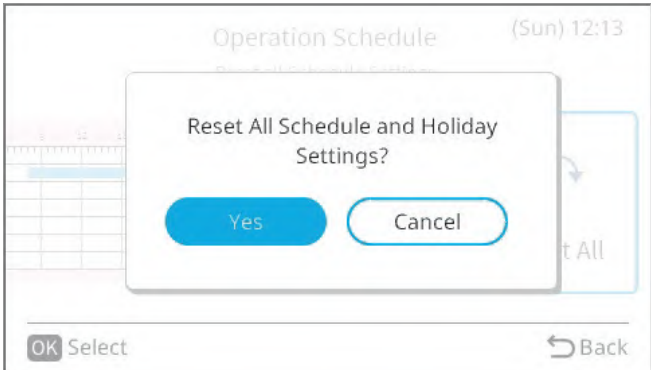 Operation Schedule
(Sun) 12:13
Reset All Schedule and Holiday
Settings?
Yes
Cancel
t All
OK Select
Back